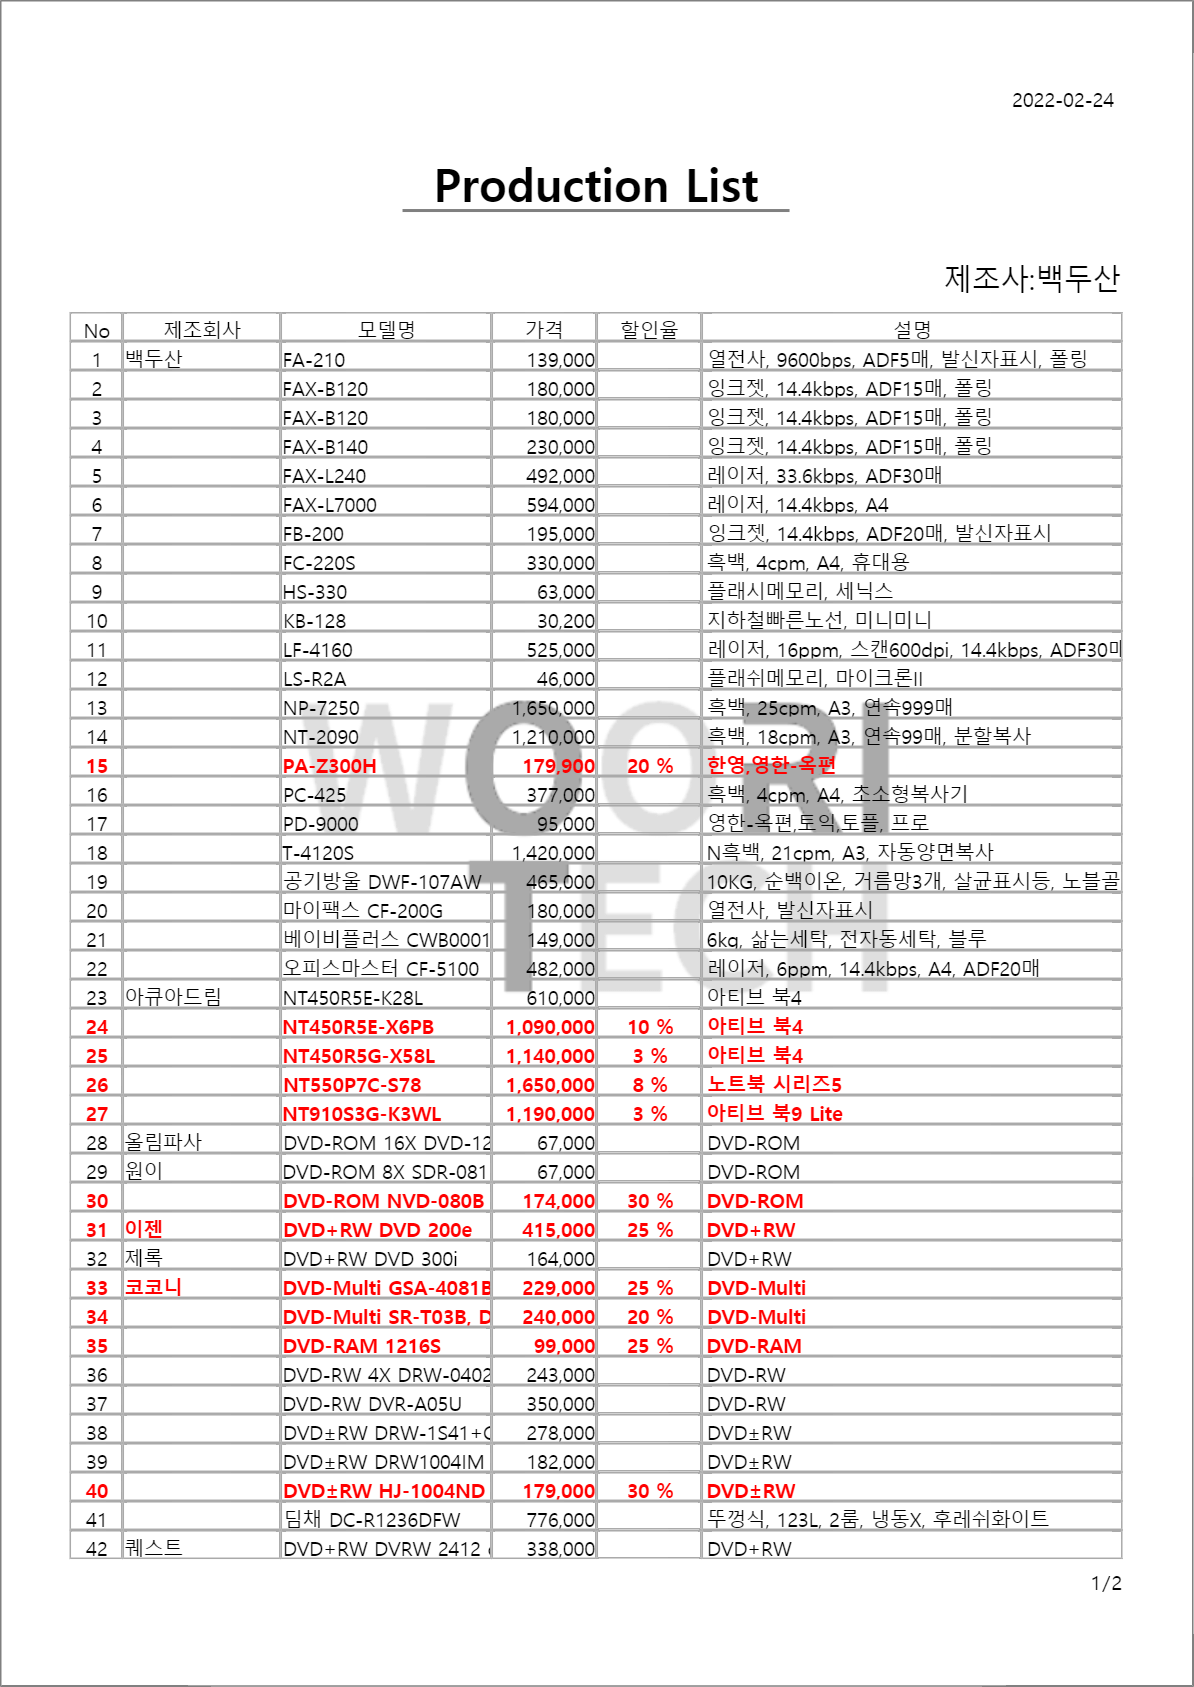 2022-02-24
Production List
제조사:백두산
No 제조회사 모델명 가격 할인율 설명
1 백두산 FA-210 139,000 열전사, 9600bps, ADF5매, 발신자표시, 폴링
2 FAX-B120 180,000 잉크젯, 14.4kbps, ADF15매, 폴링
3 FAX-B120 180,000 잉크젯, 14.4kbps, ADF15매, 폴링
4 FAX-B140 230,000 잉크젯, 14.4kbps, ADF15매, 폴링
5 FAX-L240 492,000 레이저, 33.6kbps, ADF30매
6 FAX-L7000 594,000 레이저, 14.4kbps, A4
7 FB-200 195,000 잉크젯, 14.4kbps, ADF20매, 발신자표시
8 FC-220S 330,000 흑백, 4cpm, A4, 휴대용
9 HS-330 63,000 플래시메모리, 세닉스
10 KB-128 30,200 지하철빠른노선, 미니미니
11 LF-4160 525,000 레이저, 16ppm, 스캔600dpi, 14.4kbps, ADF30매
12 LS-R2A 46,000 플래쉬메모리, 마이크론II
13 NP-7250 1,650,000 흑백, 25cpm, A3, 연속999매
14 NT-2090 1,210,000 흑백, 18cpm, A3, 연속99매, 분할복사
15 PA-Z300H 179,900 20 % 한영,영한-옥편
16 PC-425 377,000 흑백, 4cpm, A4, 초소형복사기
17 PD-9000 95,000 영한-옥편,토익,토플, 프로
18 T-4120S 1,420,000 N흑백, 21cpm, A3, 자동양면복사
19 공기방울 DWF-107AW 465,000 10KG, 순백이온, 거름망3개, 살균표시등, 노블골
20 마이팩스 CF-200G 180,000 열전사, 발신자표시
21 베이비플러스 CWB0001 149,000 6kg, 삶는세탁, 전자동세탁, 블루
22 오피스마스터 CF-5100 482,000 레이저, 6ppm, 14.4kbps, A4, ADF20매
23 아큐아드림 NT450R5E-K28L 610,000 아티브 북4
24 NT450R5E-X6PB 1,090,000 10 % 아티브 북4
25 NT450R5G-X58L 1,140,000 3 % 아티브 북4
26 NT550P7C-S78 1,650,000 8 % 노트북 시리즈5
27 NT910S3G-K3WL 1,190,000 3 % 아티브 북9 Lite
28 올림파사 DVD-ROM 16X DVD-12 67,000 DVD-ROM
29 원이 DVD-ROM 8X SDR-081 67,000 DVD-ROM
30 DVD-ROM NVD-080B 174,000 30 % DVD-ROM
31 이젠 DVD+RW DVD 200e 415,000 25 % DVD+RW
32 제록 DVD+RW DVD 300i 164,000 DVD+RW
33 코코니 DVD-Multi GSA-4081B 229,000 25 % DVD-Multi
34 DVD-Multi SR-T03B, D 240,000 20 % DVD-Multi
35 DVD-RAM 1216S 99,000 25 % DVD-RAM
36 DVD-RW 4X DRW-0402 243,000 DVD-RW
37 DVD-RW DVR-A05U 350,000 DVD-RW
38 DVD±RW DRW-1S41+ 278,000 DVD±RW
39 DVD±RW DRW1004IM 182,000 DVD±RW
40 DVD±RW HJ-1004ND 179,000 30 % DVD±RW
41 딤채 DC-R1236DFW 776,000 뚜껑식, 123L, 2룸, 냉동X, 후레쉬화이트
42 퀘스트 DVD+RW DVRW 2412 338,000 DVD+RW
WOORI
TECH
1/2